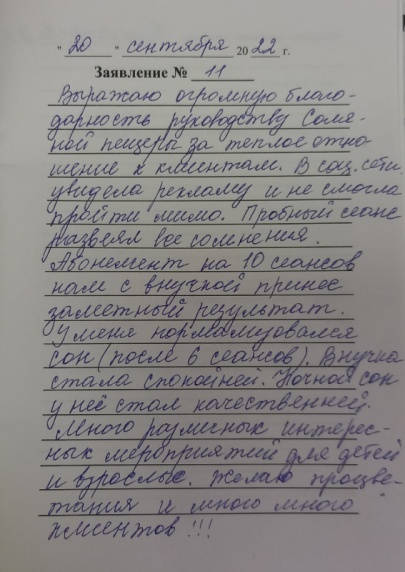 " 20 " сентября 2022 г.
Заявление № 11
Выражаю огромную благо-
дарность руководству Соля-
ной пещеры за теплое отно-
шение к клиентам. В соц. сети
увидела рекламу и не смогла
пройти мимо. Пробный сеанс
развеял все сомнения.
Абонемент на 10 сеансов
нам с внучкой принес
заметный результат.
У меня нормализовался
сон (после 6 сеансов). Внучка
стала спокойней. Ночной сон
у неё стал качественней.
Много различных интерес-
ных мероприятий для детей
и взрослых. Желаю процве-
тания и много много
клиентов !!!